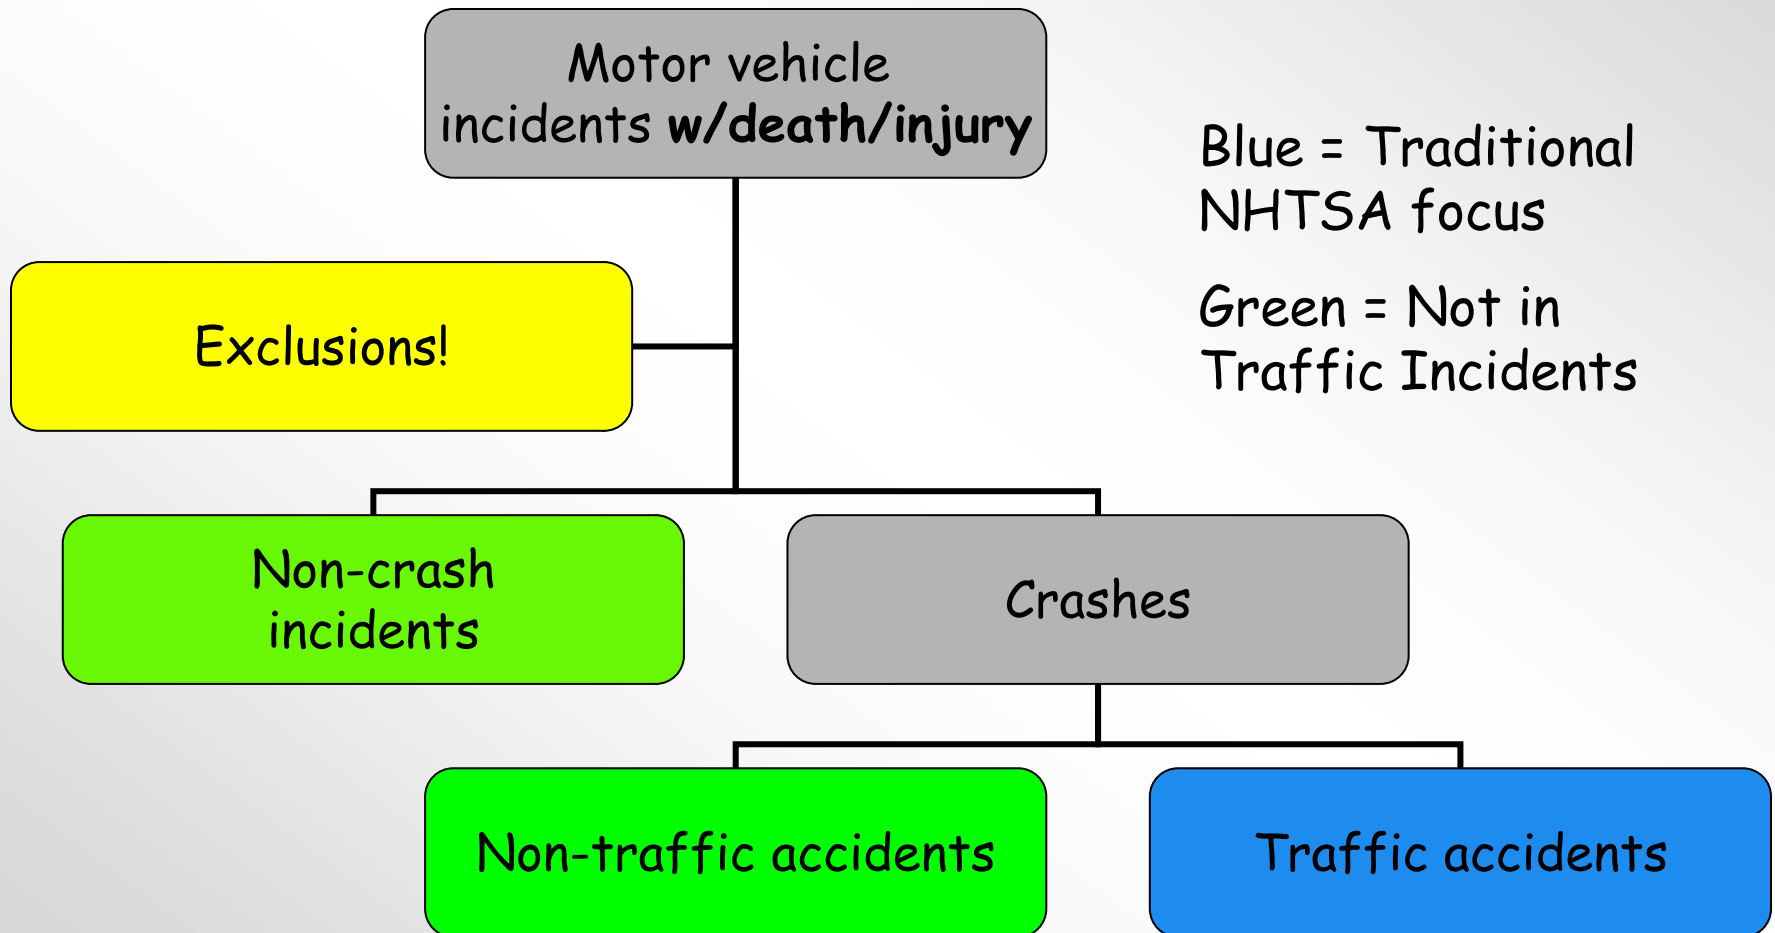 Motor vehicle
incidents w/death/injury
Blue = Traditional
NHTSA focus
Green = Not in
Traffic Incidents
Exclusions!
Non-crash
incidents
Crashes
Non-traffic accidents
Traffic accidents